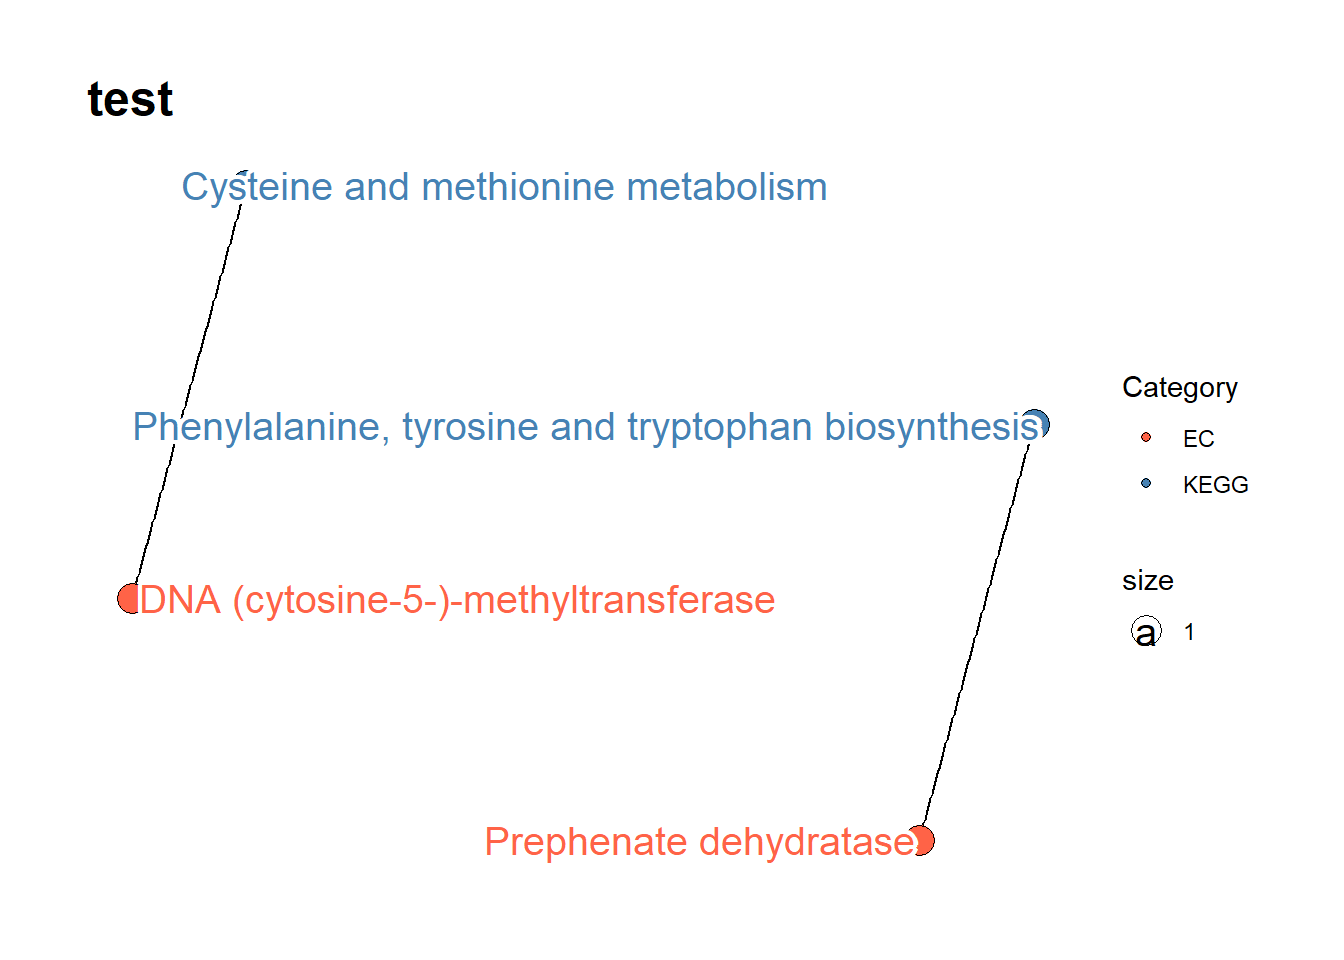 test
Cysteine and methionine metabolism
Phenylalanine, tyrosine and tryptophan biosynthesis
DNA (cytosine-5-)-methyltransferase
Prephenate dehydratase
Category
EC
KEGG
size
a 1